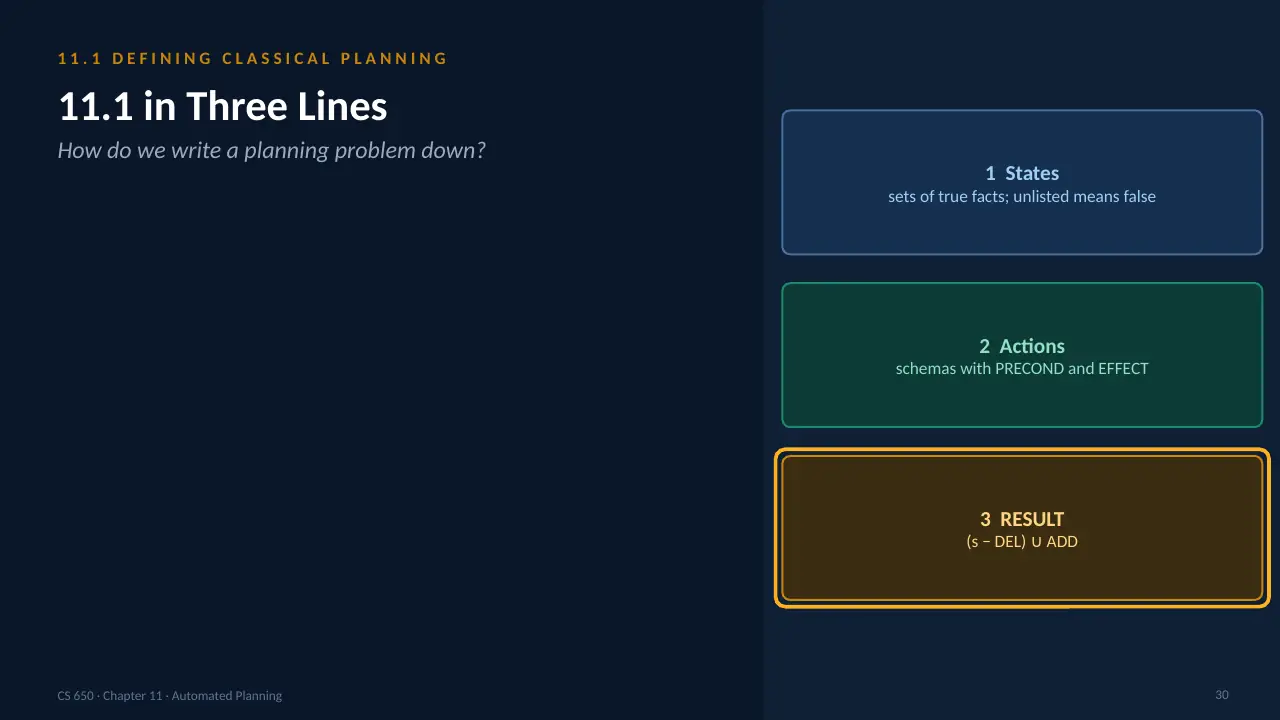 11.1 DEFINING CLASSICAL PLANNING
11.1 in Three Lines
How do we write a planning problem down?
1 States
sets of true facts; unlisted means false
2 Actions
schemas with PRECOND and EFFECT
3 RESULT
(s − DEL) ∪ ADD
CS 650 · Chapter 11 · Automated Planning
30